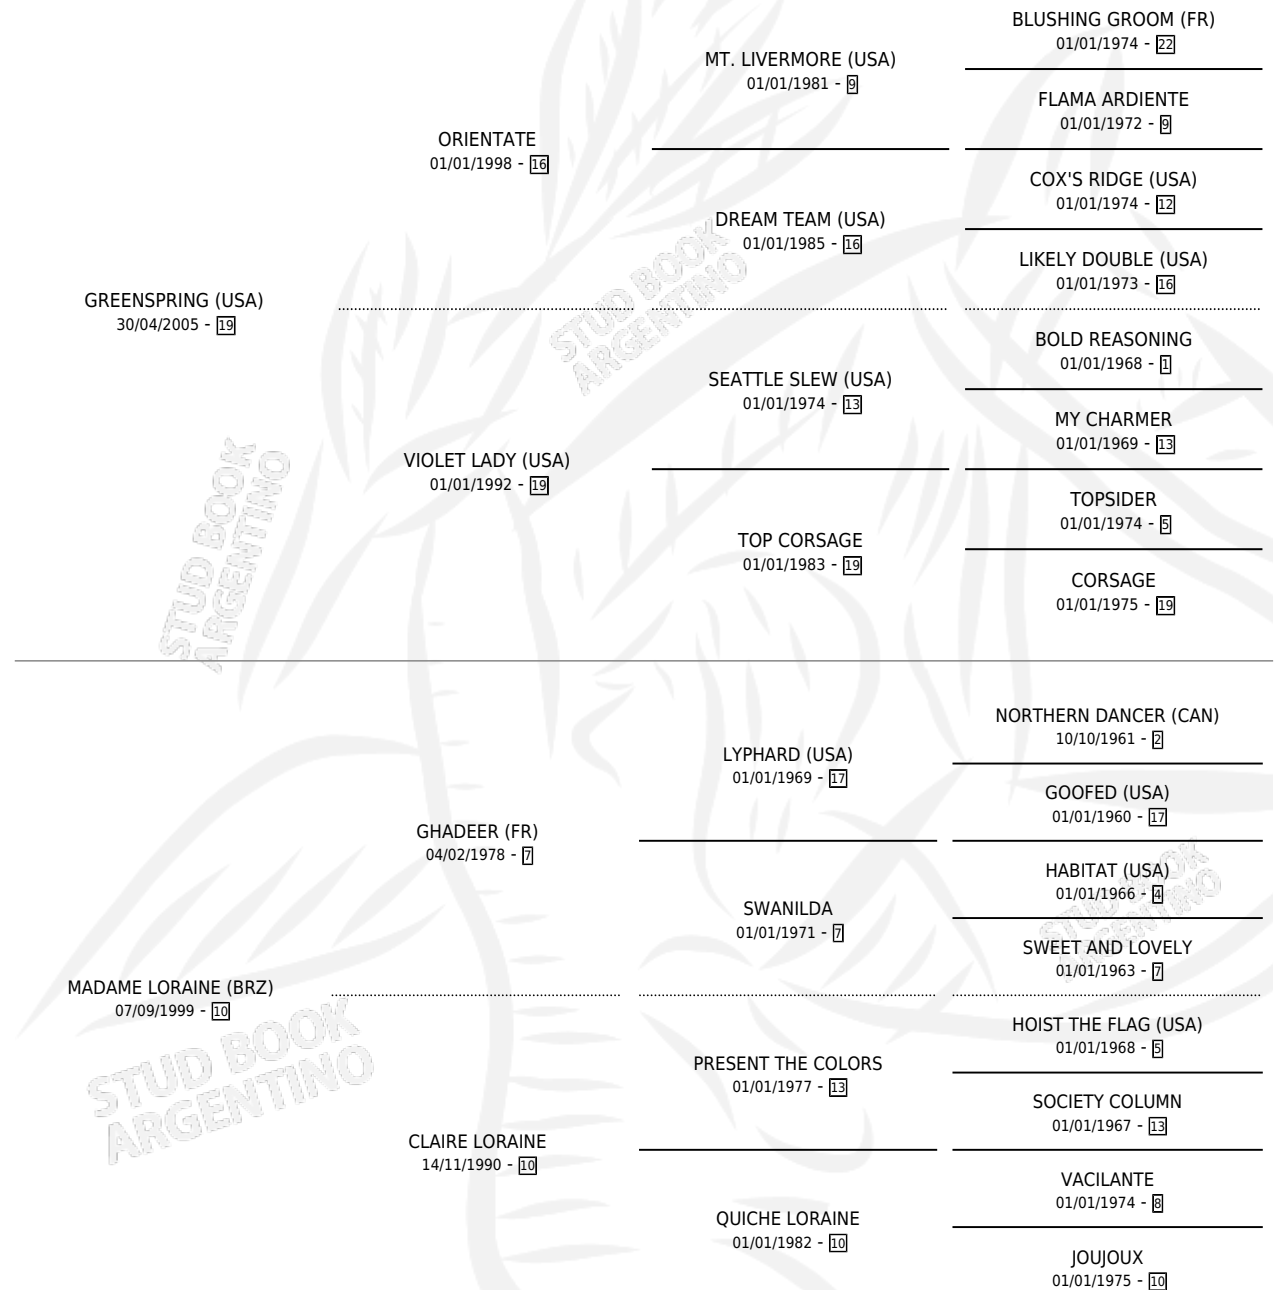 BLUSHING GROOM (FR)
01/01/1974 - 22
MT. LIVERMORE (USA)
01/01/1981 - 9
FLAMA ARDIENTE
01/01/1972 - 9
ORIENTATE
01/01/1998 - 16
COX'S RIDGE (USA)
01/01/1974 - 12
DREAM TEAM (USA)
01/01/1985 - 16
LIKELY DOUBLE (USA)
01/01/1973 - 16
GREENSPRING (USA)
30/04/2005 - 19
STUD BOOK
ARGENTINO
BOLD REASONING
01/01/1968 - 1
SEATTLE SLEW (USA)
01/01/1974 - 13
MY CHARMER
01/01/1969 - 13
VIOLET LADY (USA)
01/01/1992 - 19
TOPSIDER
01/01/1974 - 5
TOP CORSAGE
01/01/1983 - 19
CORSAGE
01/01/1975 - 19
STUD BOOK
ARGENTINO
NORTHERN DANCER (CAN)
10/10/1961 - 2
LYPHARD (USA)
01/01/1969 - 17
GOOFED (USA)
01/01/1960 - 17
GHADEER (FR)
04/02/1978 - 7
HABITAT (USA)
01/01/1966 - 4
SWANILDA
01/01/1971 - 7
SWEET AND LOVELY
01/01/1963 - 7
STUD BOOK
ARGENTINO
MADAME LORAINE (BRZ)
07/09/1999 - 10
HOIST THE FLAG (USA)
01/01/1968 - 5
PRESENT THE COLORS
01/01/1977 - 13
SOCIETY COLUMN
01/01/1967 - 13
STUD BOOK
ARGENTINO
CLAIRE LORAINE
14/11/1990 - 10
VACILANTE
01/01/1974 - 8
QUICHE LORAINE
01/01/1982 - 10
JOUJOUX
01/01/1975 - 10